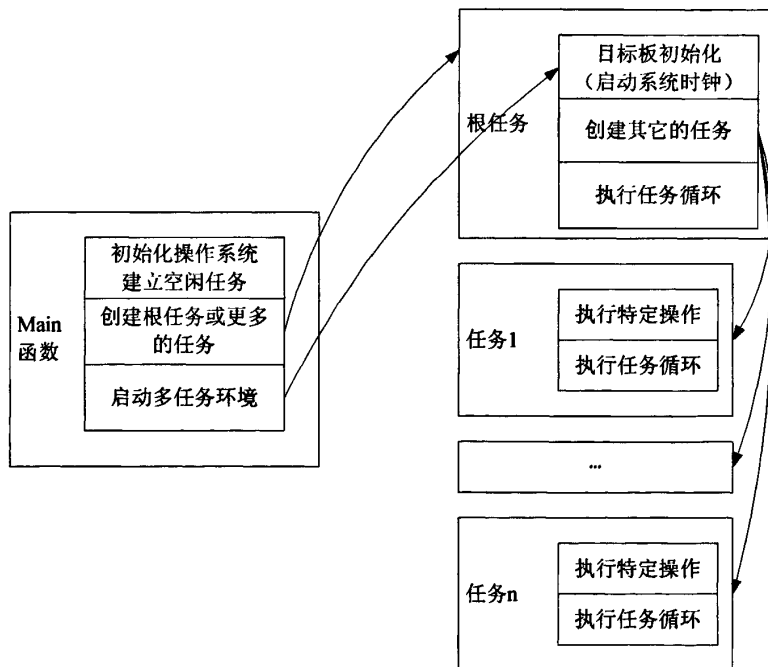 Main
函数
初始化操作系统
建立空闲任务
创建根任务或更多
的任务
启动多任务环境
根任务
目标板初始化
（启动系统时钟）
创建其它的任务
执行任务循环
任务1
执行特定操作
执行任务循环
...
任务n
执行特定操作
执行任务循环